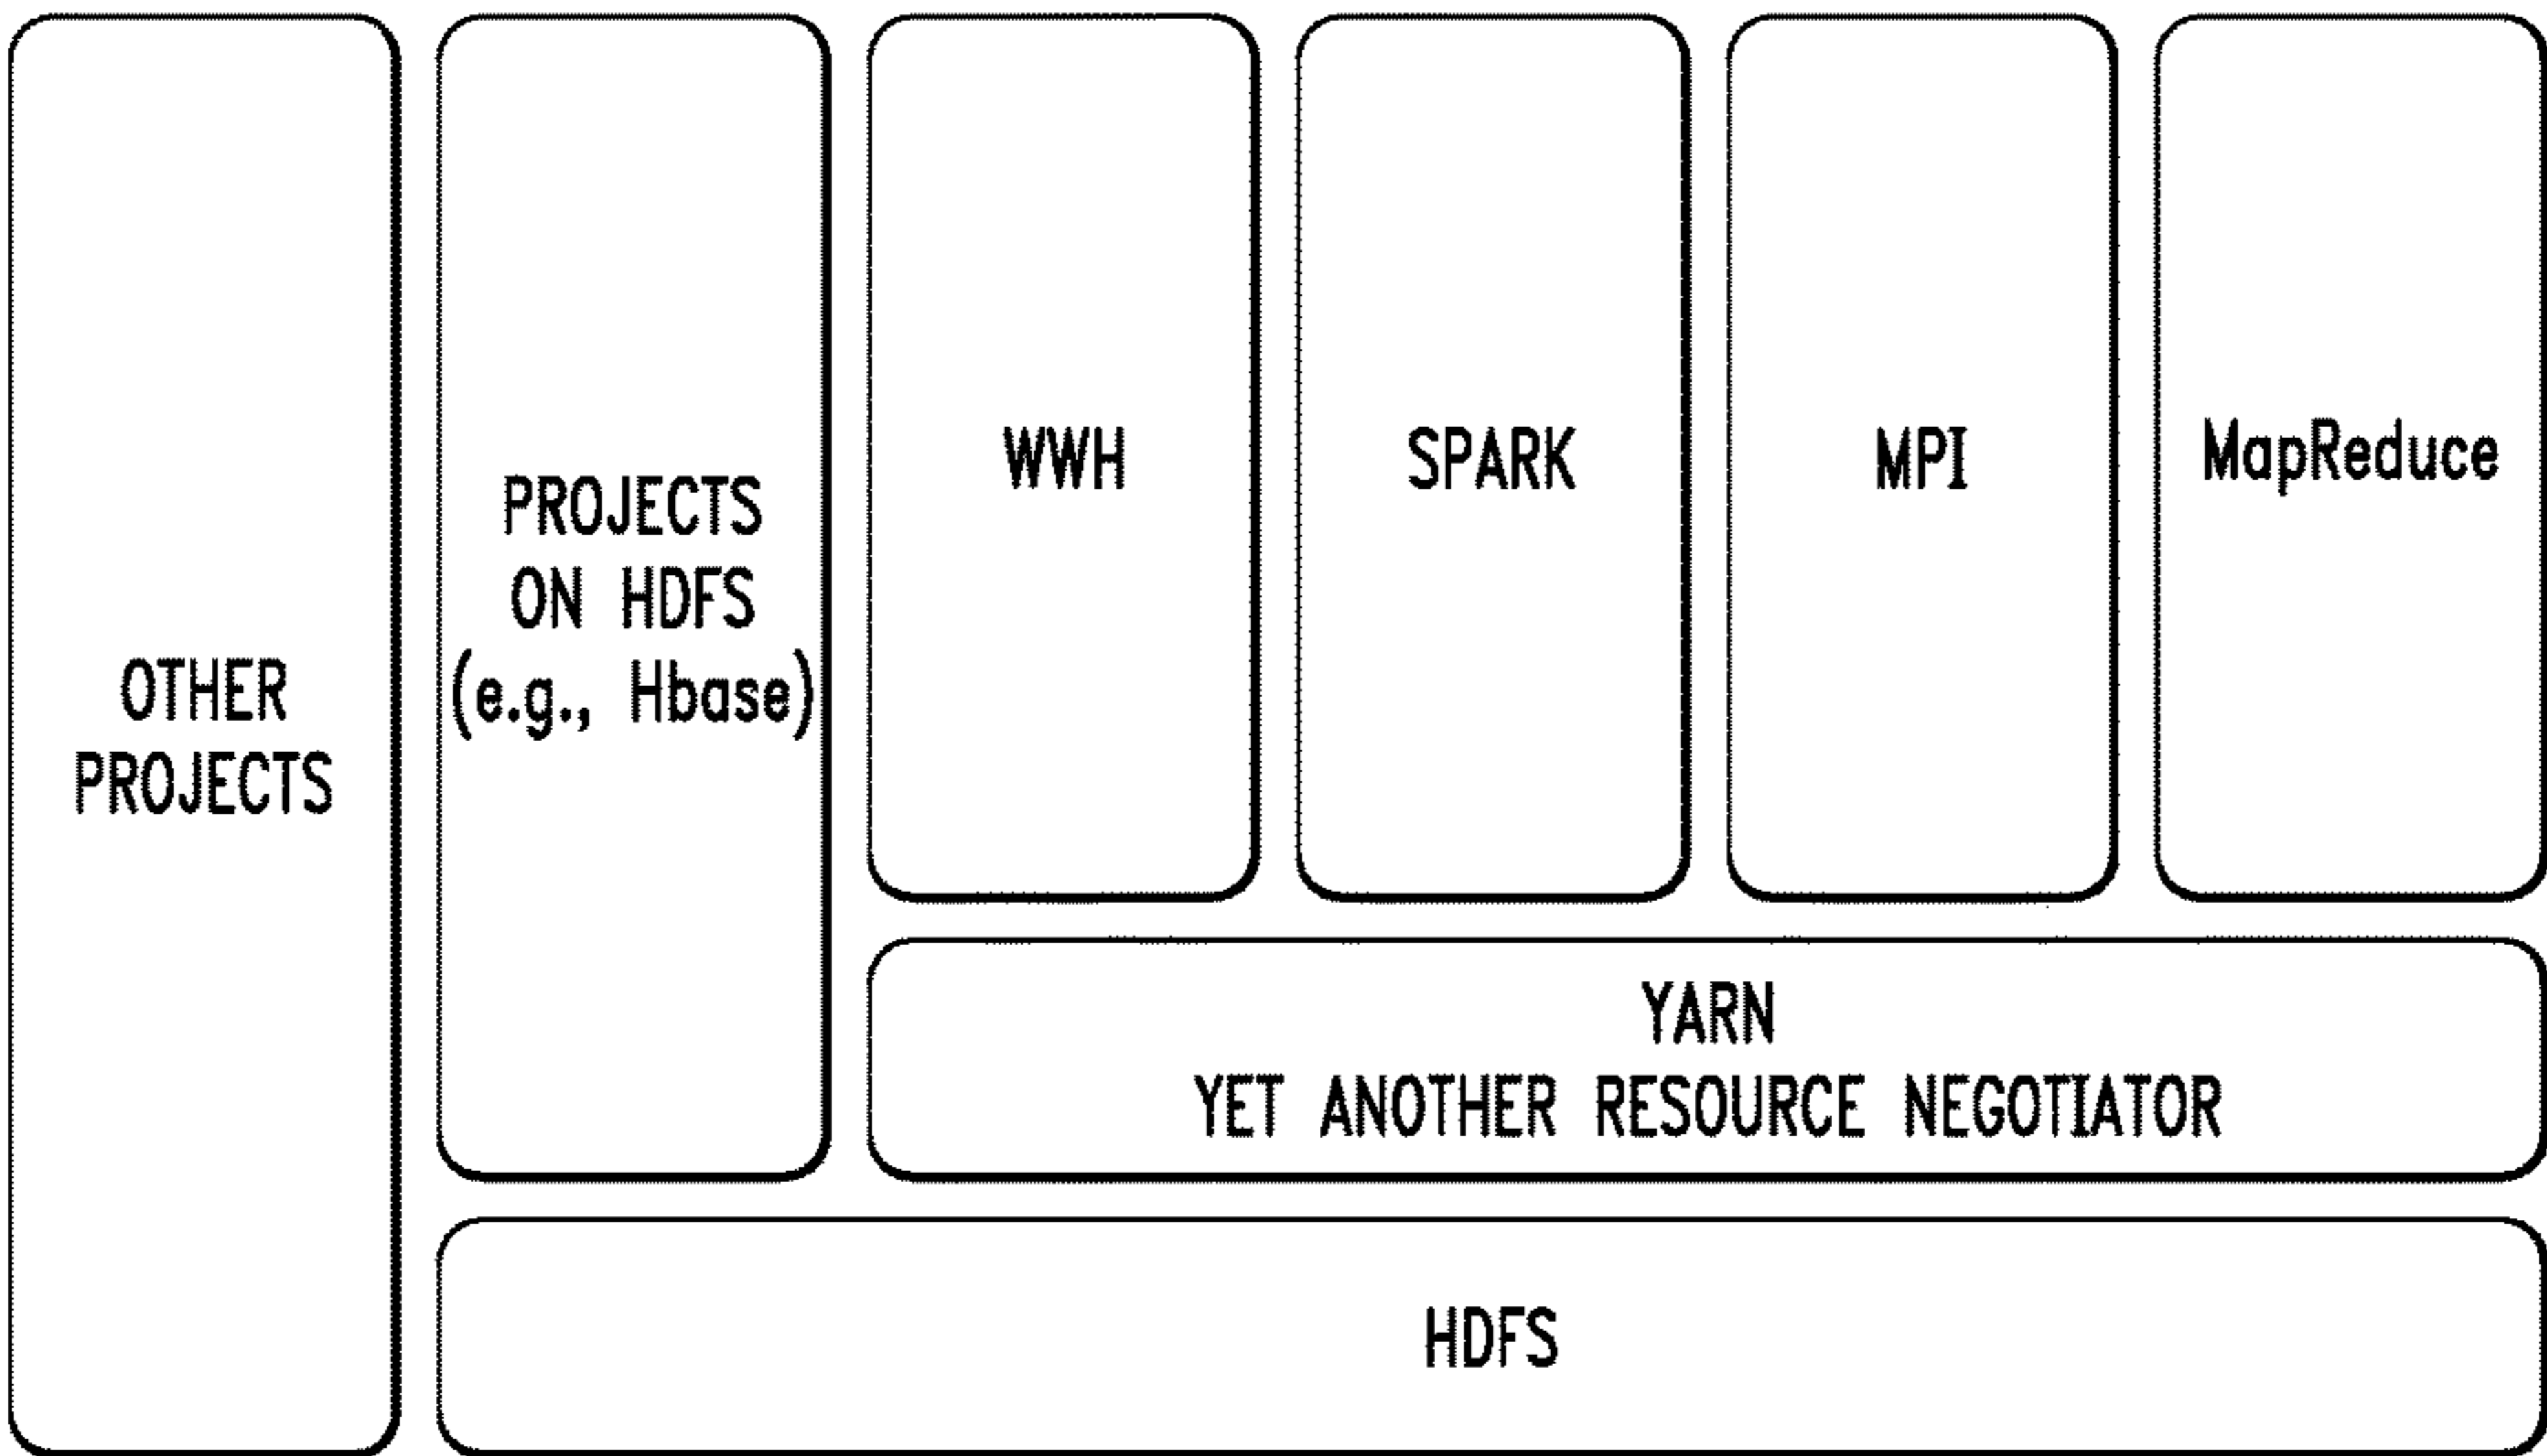 OTHER
PROJECTS
PROJECTS
ON HDFS
(e.g., Hbase)
WWH
SPARK
MPI
MapReduce
YARN
YET ANOTHER RESOURCE NEGOTIATOR
HDFS